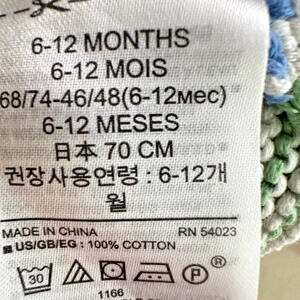 6-12 MONTHS
6-12 MOIS
68/74-46/48(6-12мес)
6-12 MESES
日本 70 CM
권장사용연령 : 6-12개
월
MADE IN CHINA RN 54023
■ US/GB/EG : 100% COTTON
30 P ®
1166